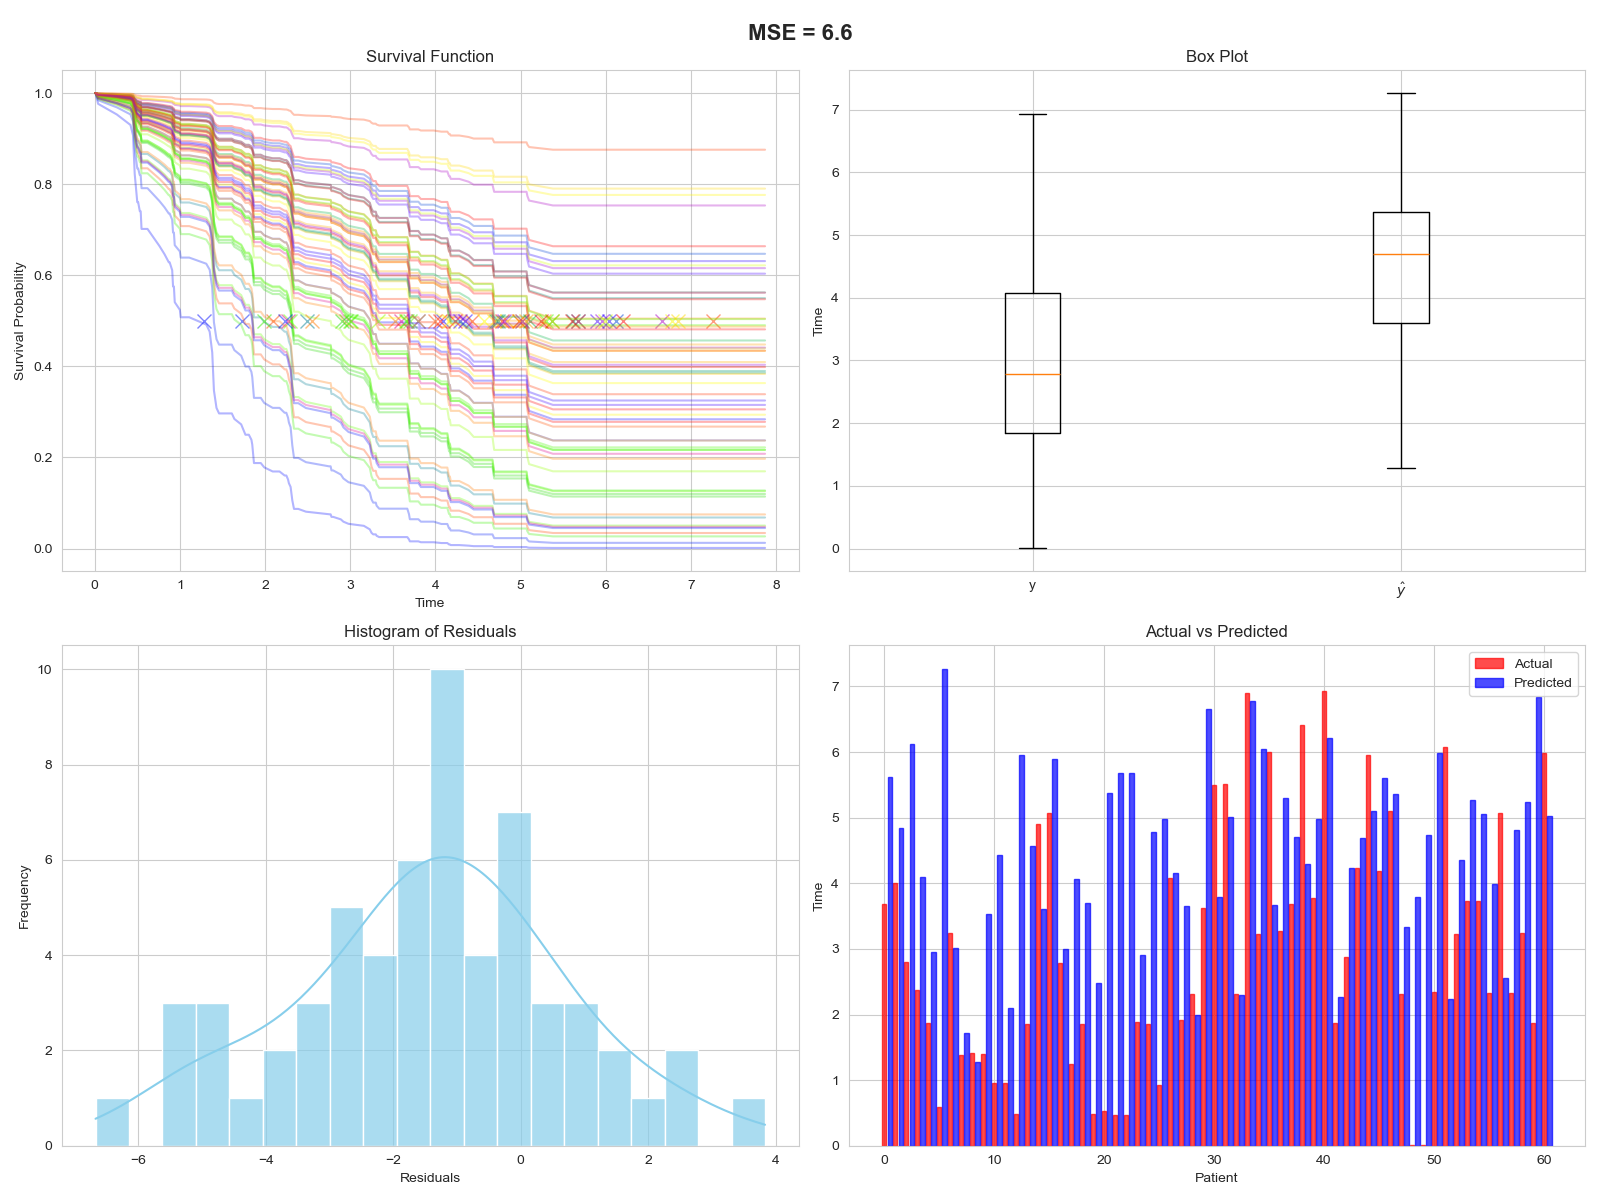 MSE = 6.6
Survival Function
1.0
0.8
0.6
0.4
0.2
0.0
Survival Probability
0 1 2 3 4 5 6 7 8
Time
Box Plot
7
6
5
4
3
2
1
0
Time
y ŷ
Histogram of Residuals
10
8
6
4
2
0
Frequency
−6 −4 −2 0 2 4
Residuals
Actual vs Predicted
Actual
Predicted
7
6
5
4
3
2
1
0
Time
0 10 20 30 40 50 60
Patient